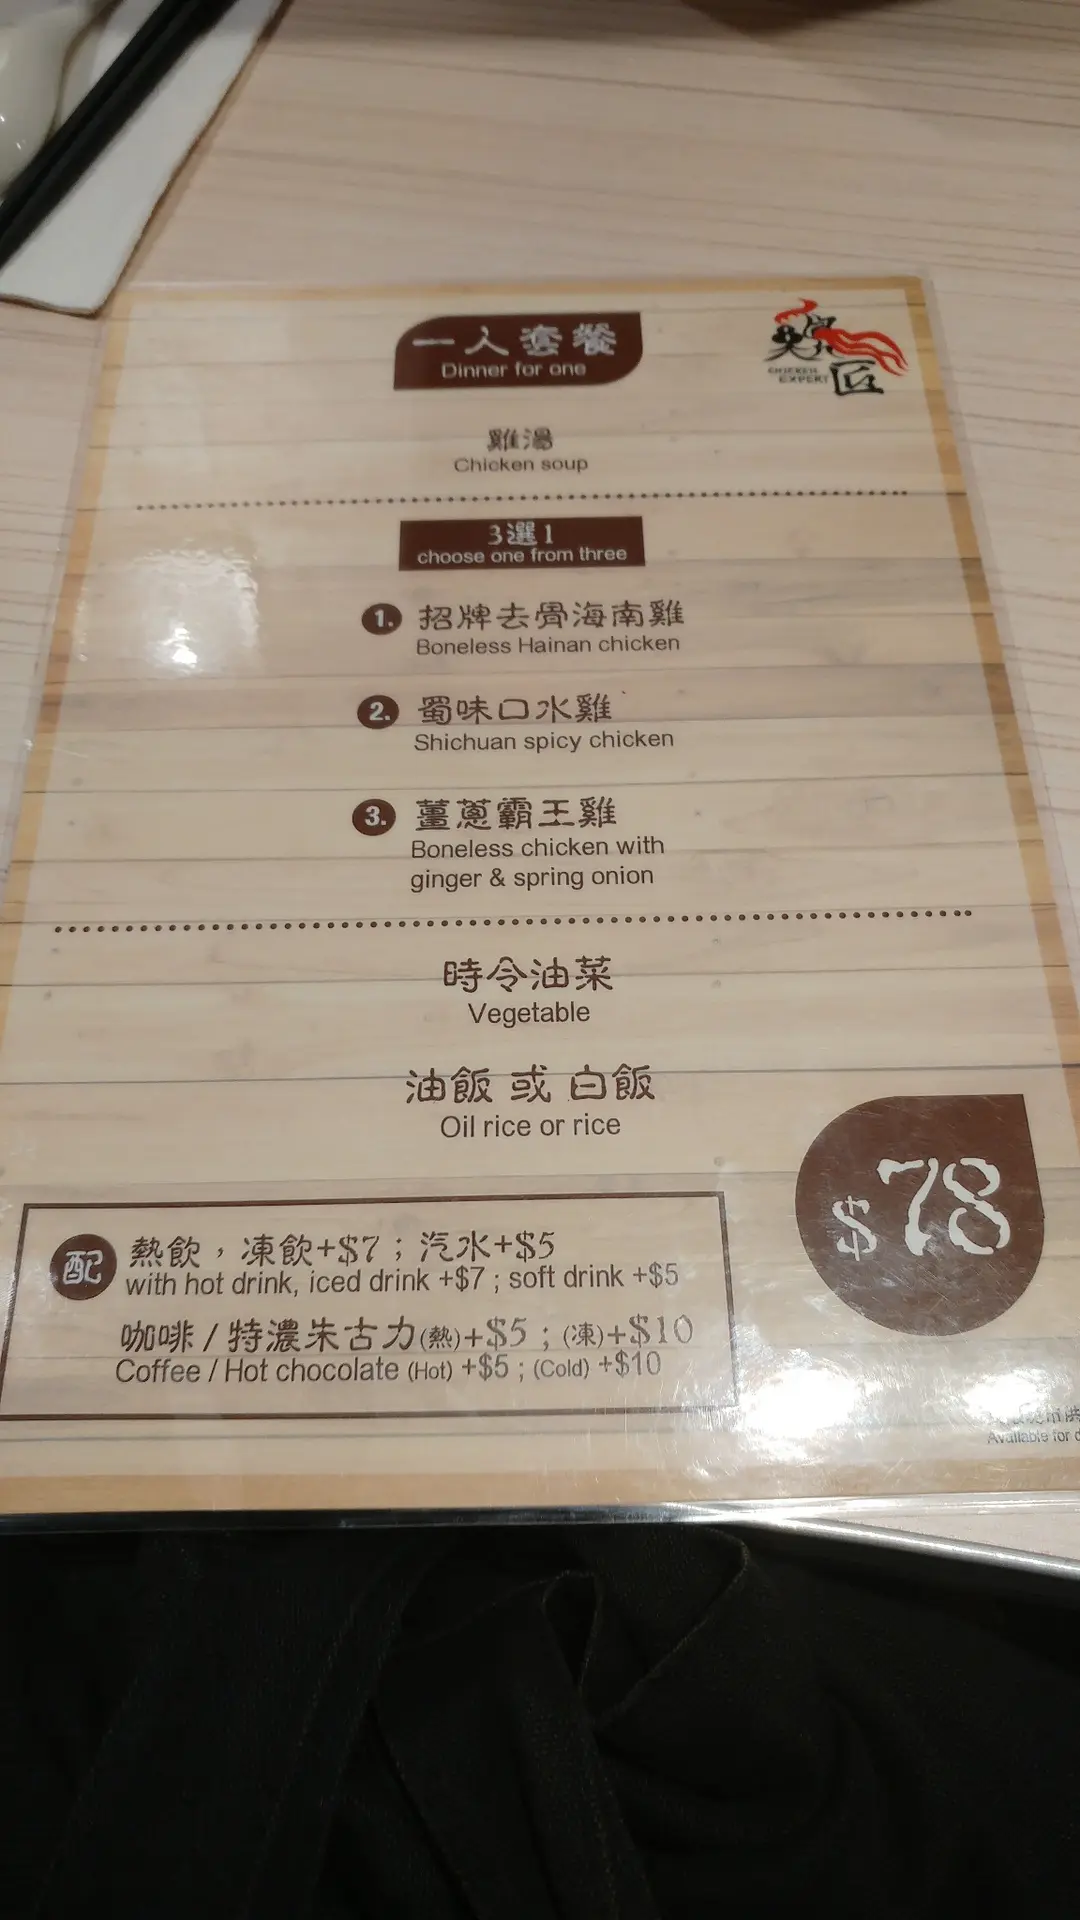 一人套餐
Dinner for one
CHICKEN
EXPERT
匠
雞湯
Chicken soup
3選1
choose one from three
1. 招牌去骨海南雞
Boneless Hainan chicken
2. 蜀味口水雞
Shichuan spicy chicken
3. 薑蔥霸王雞
Boneless chicken with
ginger & spring onion
時令油菜
Vegetable
油飯 或 白飯
Oil rice or rice
$78
配 熱飲，凍飲+$7；汽水+$5
with hot drink, iced drink +$7 ; soft drink +$5
咖啡 / 特濃朱古力(熱)+$5；(凍)+$10
Coffee / Hot chocolate (Hot) +$5 ; (Cold) +$10
Available for